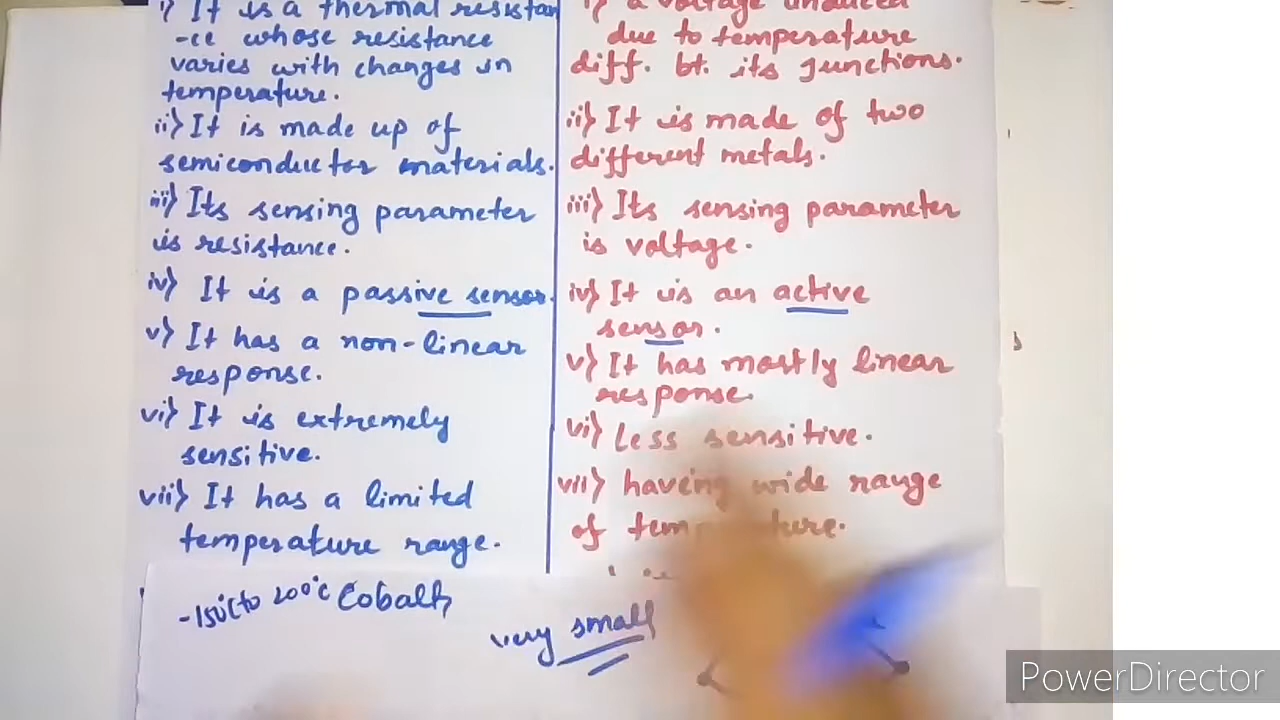 i) It is a thermal resistan
-ce whose resistance
varies with changes in
temperature.
ii) It is made up of
semiconductor materials.
iii) Its sensing parameter
is resistance.
iv) It is a passive sensor.
v) It has a non-linear
response.
vi) It is extremely
sensitive.
vii) It has a limited
temperature range.
i) a voltage induced
due to temperature
diff. bt. its junctions.
ii) It is made of two
different metals.
iii) Its sensing parameter
is voltage.
iv) It is an active
sensor.
v) It has mostly linear
response.
vi) Less sensitive.
vii) having wide range
of
s
-150°C to 200°C Cobalt
very small
PowerDirector